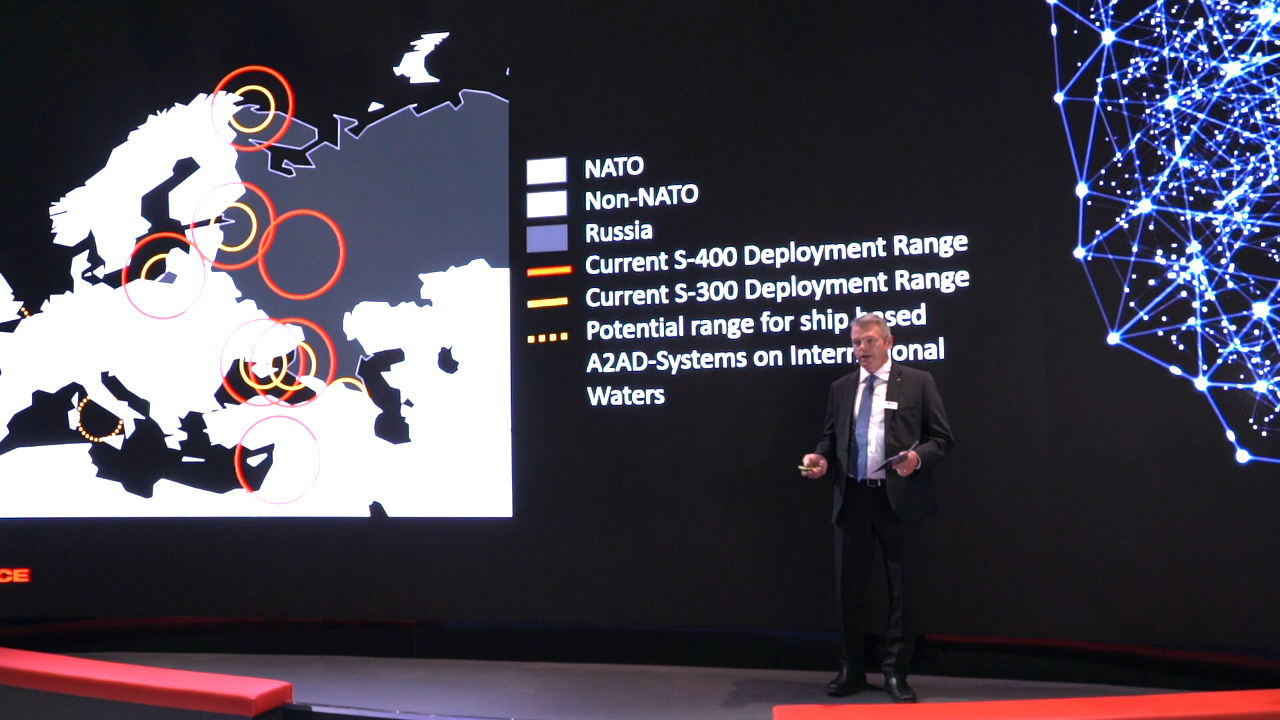 NATO
Non-NATO
Russia
Current S-400 Deployment Range
Current S-300 Deployment Range
Potential range for ship based
A2AD-Systems on
Waters
CE